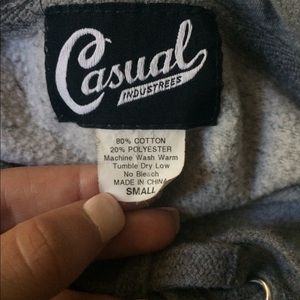 Casual
INDUSTREES
80% COTTON
20% POLYESTER
Machine Wash Warm
Tumble Dry Low
No Bleach
MADE IN CHINA
SMALL